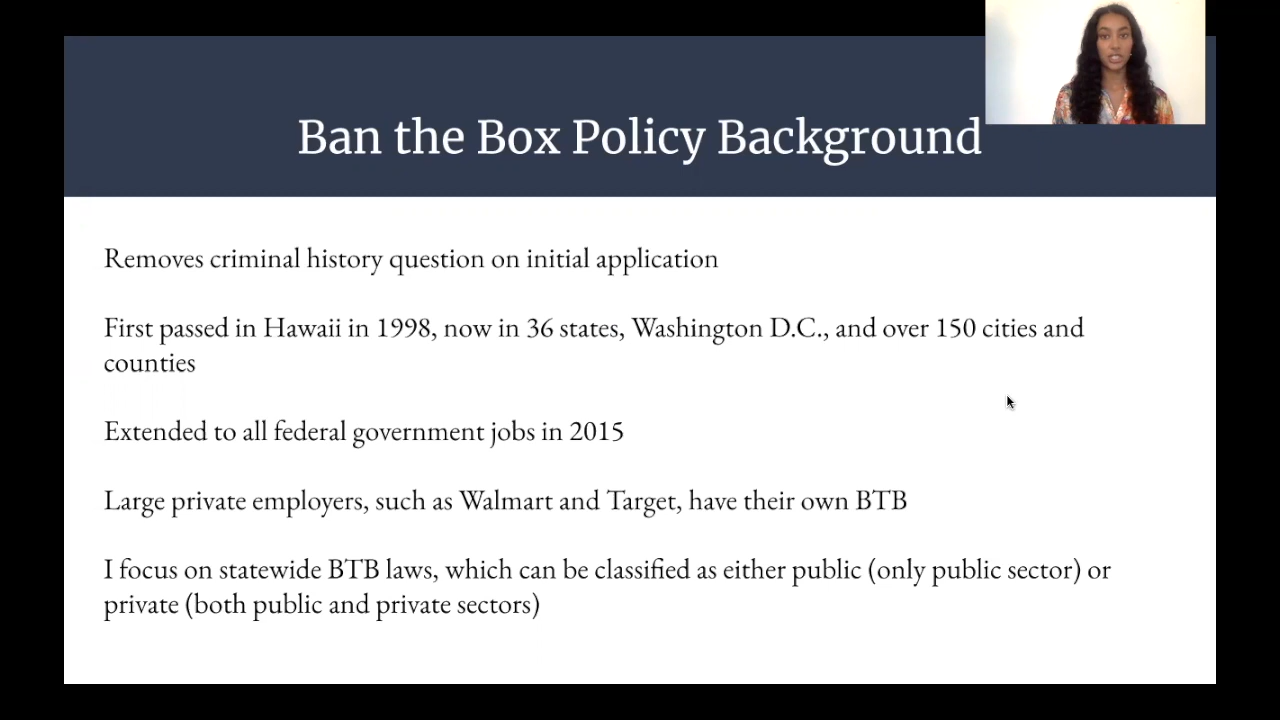 Ban the Box Policy Background
Removes criminal history question on initial application
First passed in Hawaii in 1998, now in 36 states, Washington D.C., and over 150 cities and
counties
Extended to all federal government jobs in 2015
Large private employers, such as Walmart and Target, have their own BTB
I focus on statewide BTB laws, which can be classified as either public (only public sector) or
private (both public and private sectors)